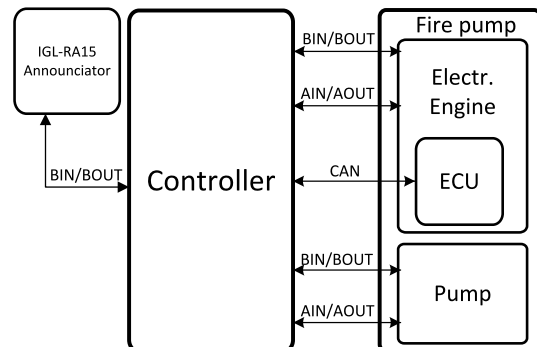 IGL-RA15
Announciator
BIN/BOUT
Controller
BIN/BOUT
AIN/AOUT
CAN
BIN/BOUT
AIN/AOUT
Fire pump
Electr.
Engine
ECU
Pump